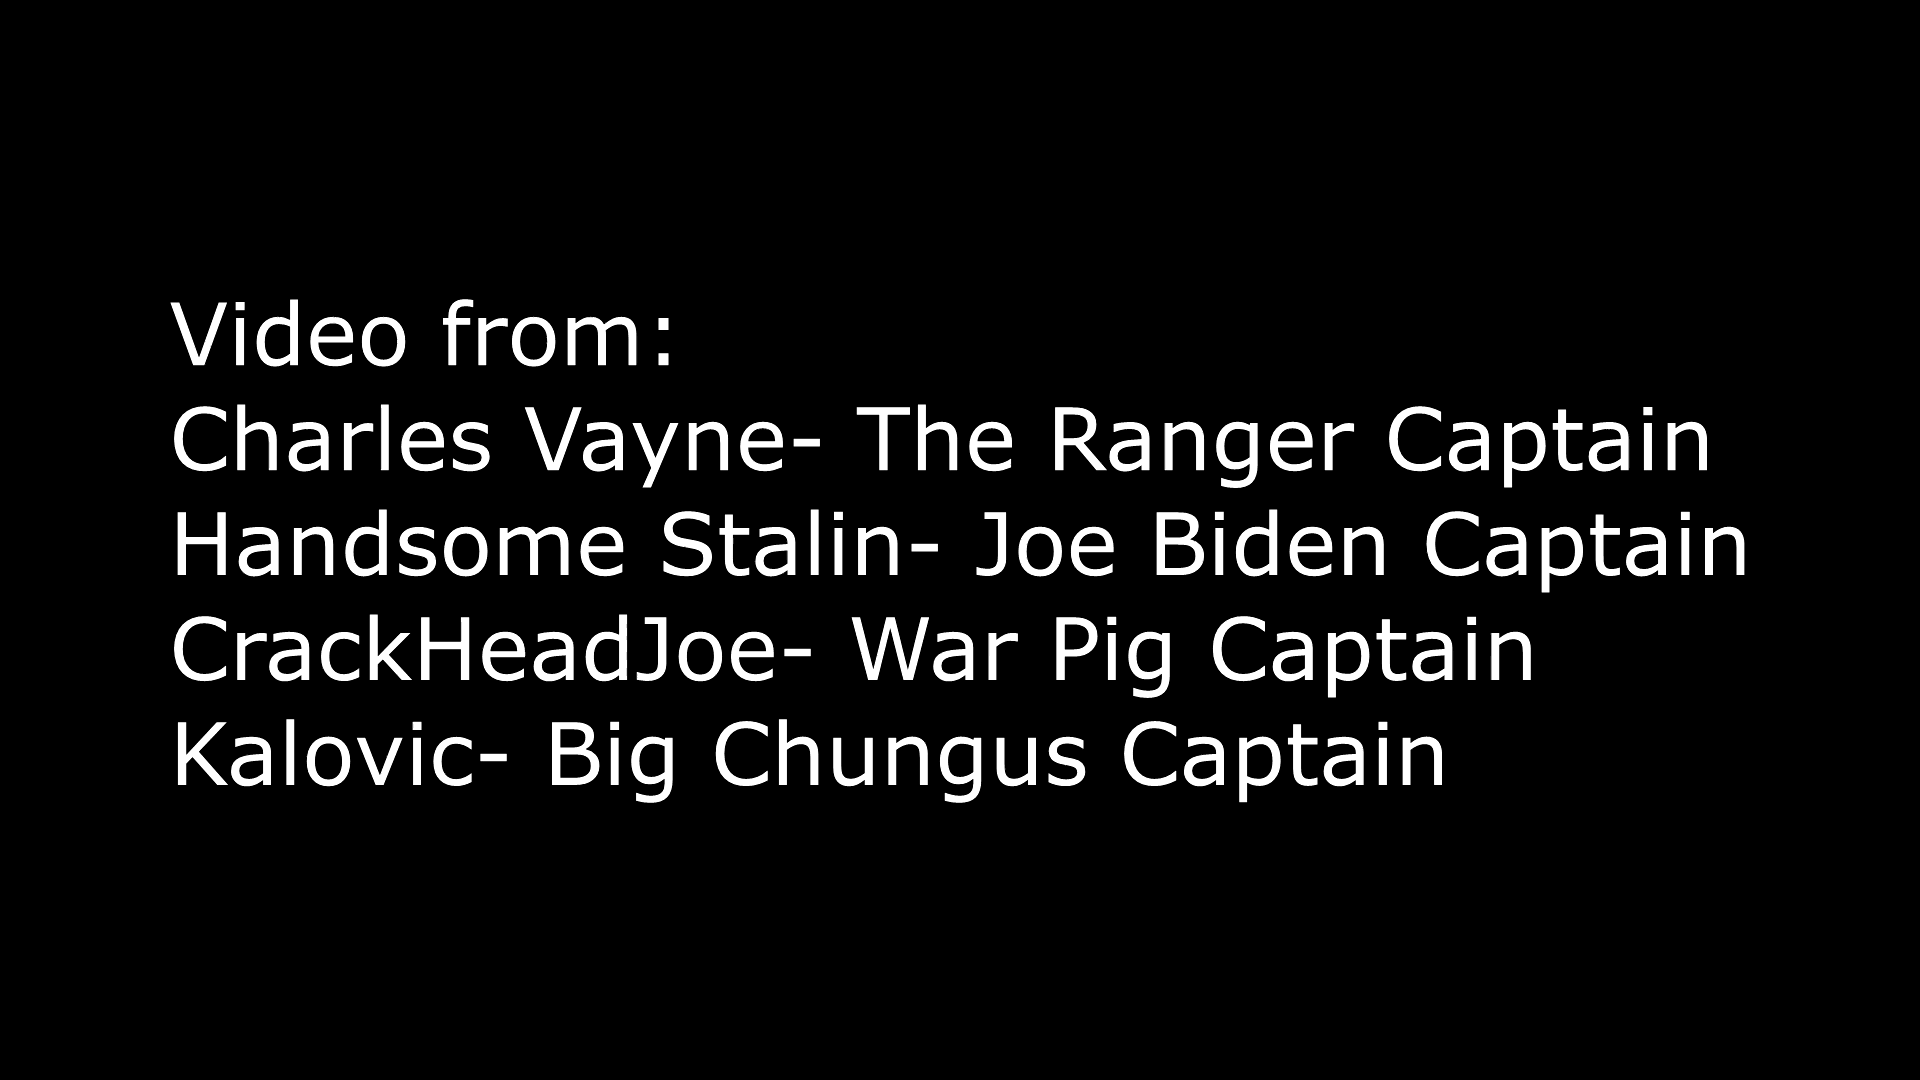 Video from:
Charles Vayne- The Ranger Captain
Handsome Stalin- Joe Biden Captain
CrackHeadJoe- War Pig Captain
Kalovic- Big Chungus Captain